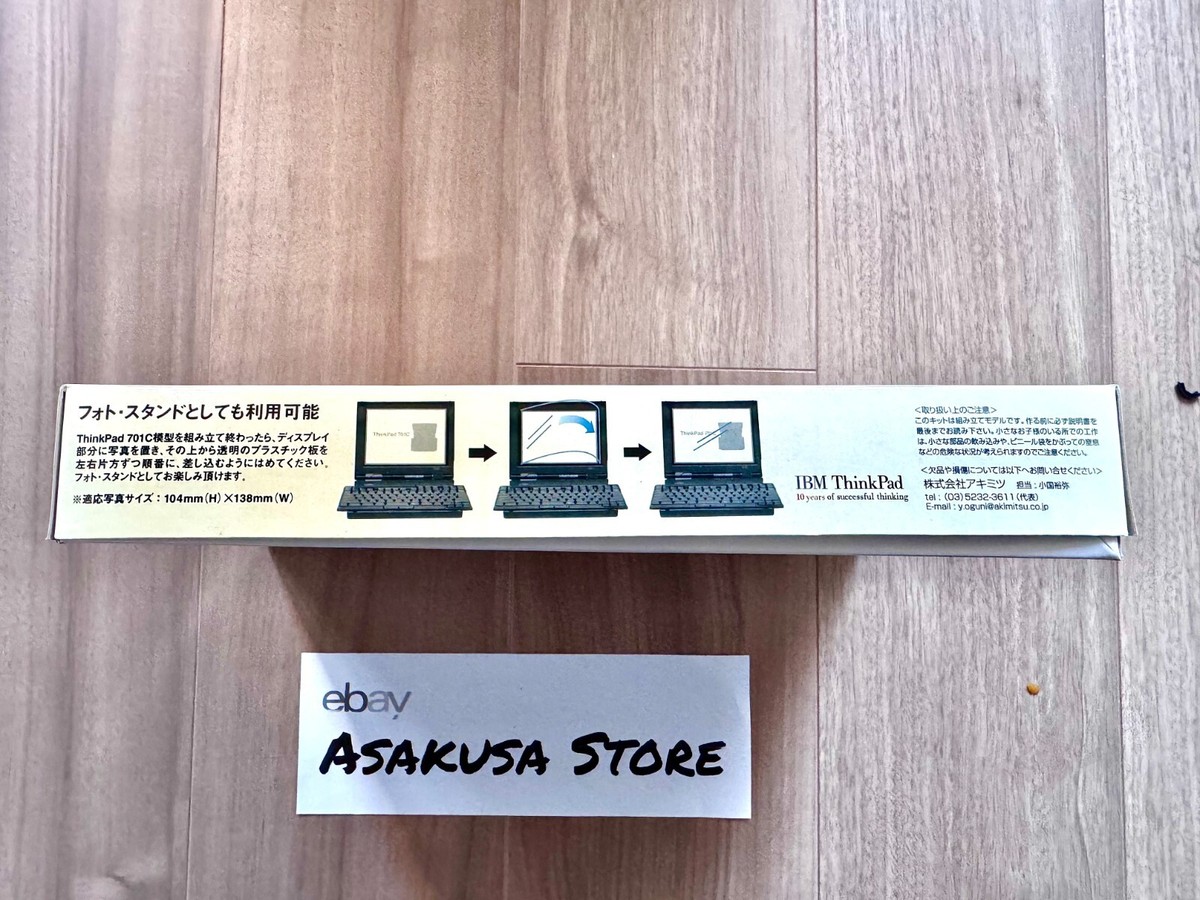 フォト・スタンドとしても利用可能
ThinkPad 701C模型を組み立て終わったら、ディスプレイ
部分に写真を置き、その上から透明のプラスチック板を
左右片方ずつ順番に、差し込むようにはめてください。
フォト・スタンドとしてお楽しみ頂けます。
※適応写真サイズ：104mm(H)×138mm(W)
ThinkPad 701C
IBM ThinkPad
10 years of successful thinking
<取り扱い上のご注意>
このキットは組み立てモデルです。作る前に必ず説明書を
最後までお読み下さい。小さなお子様のいる所での工作
は、小さな部品の飲み込みや、ビニール袋をかぶっての窒息
などの危険な状況が考えられますのでご注意ください。
<欠品や損傷については以下へお問い合せください>
株式会社アキミツ 担当：小国裕弥
tel：(03)5232-3611(代表)
E-mail：y.oguni@akimitsu.co.jp
ebay
ASAKUSA STORE